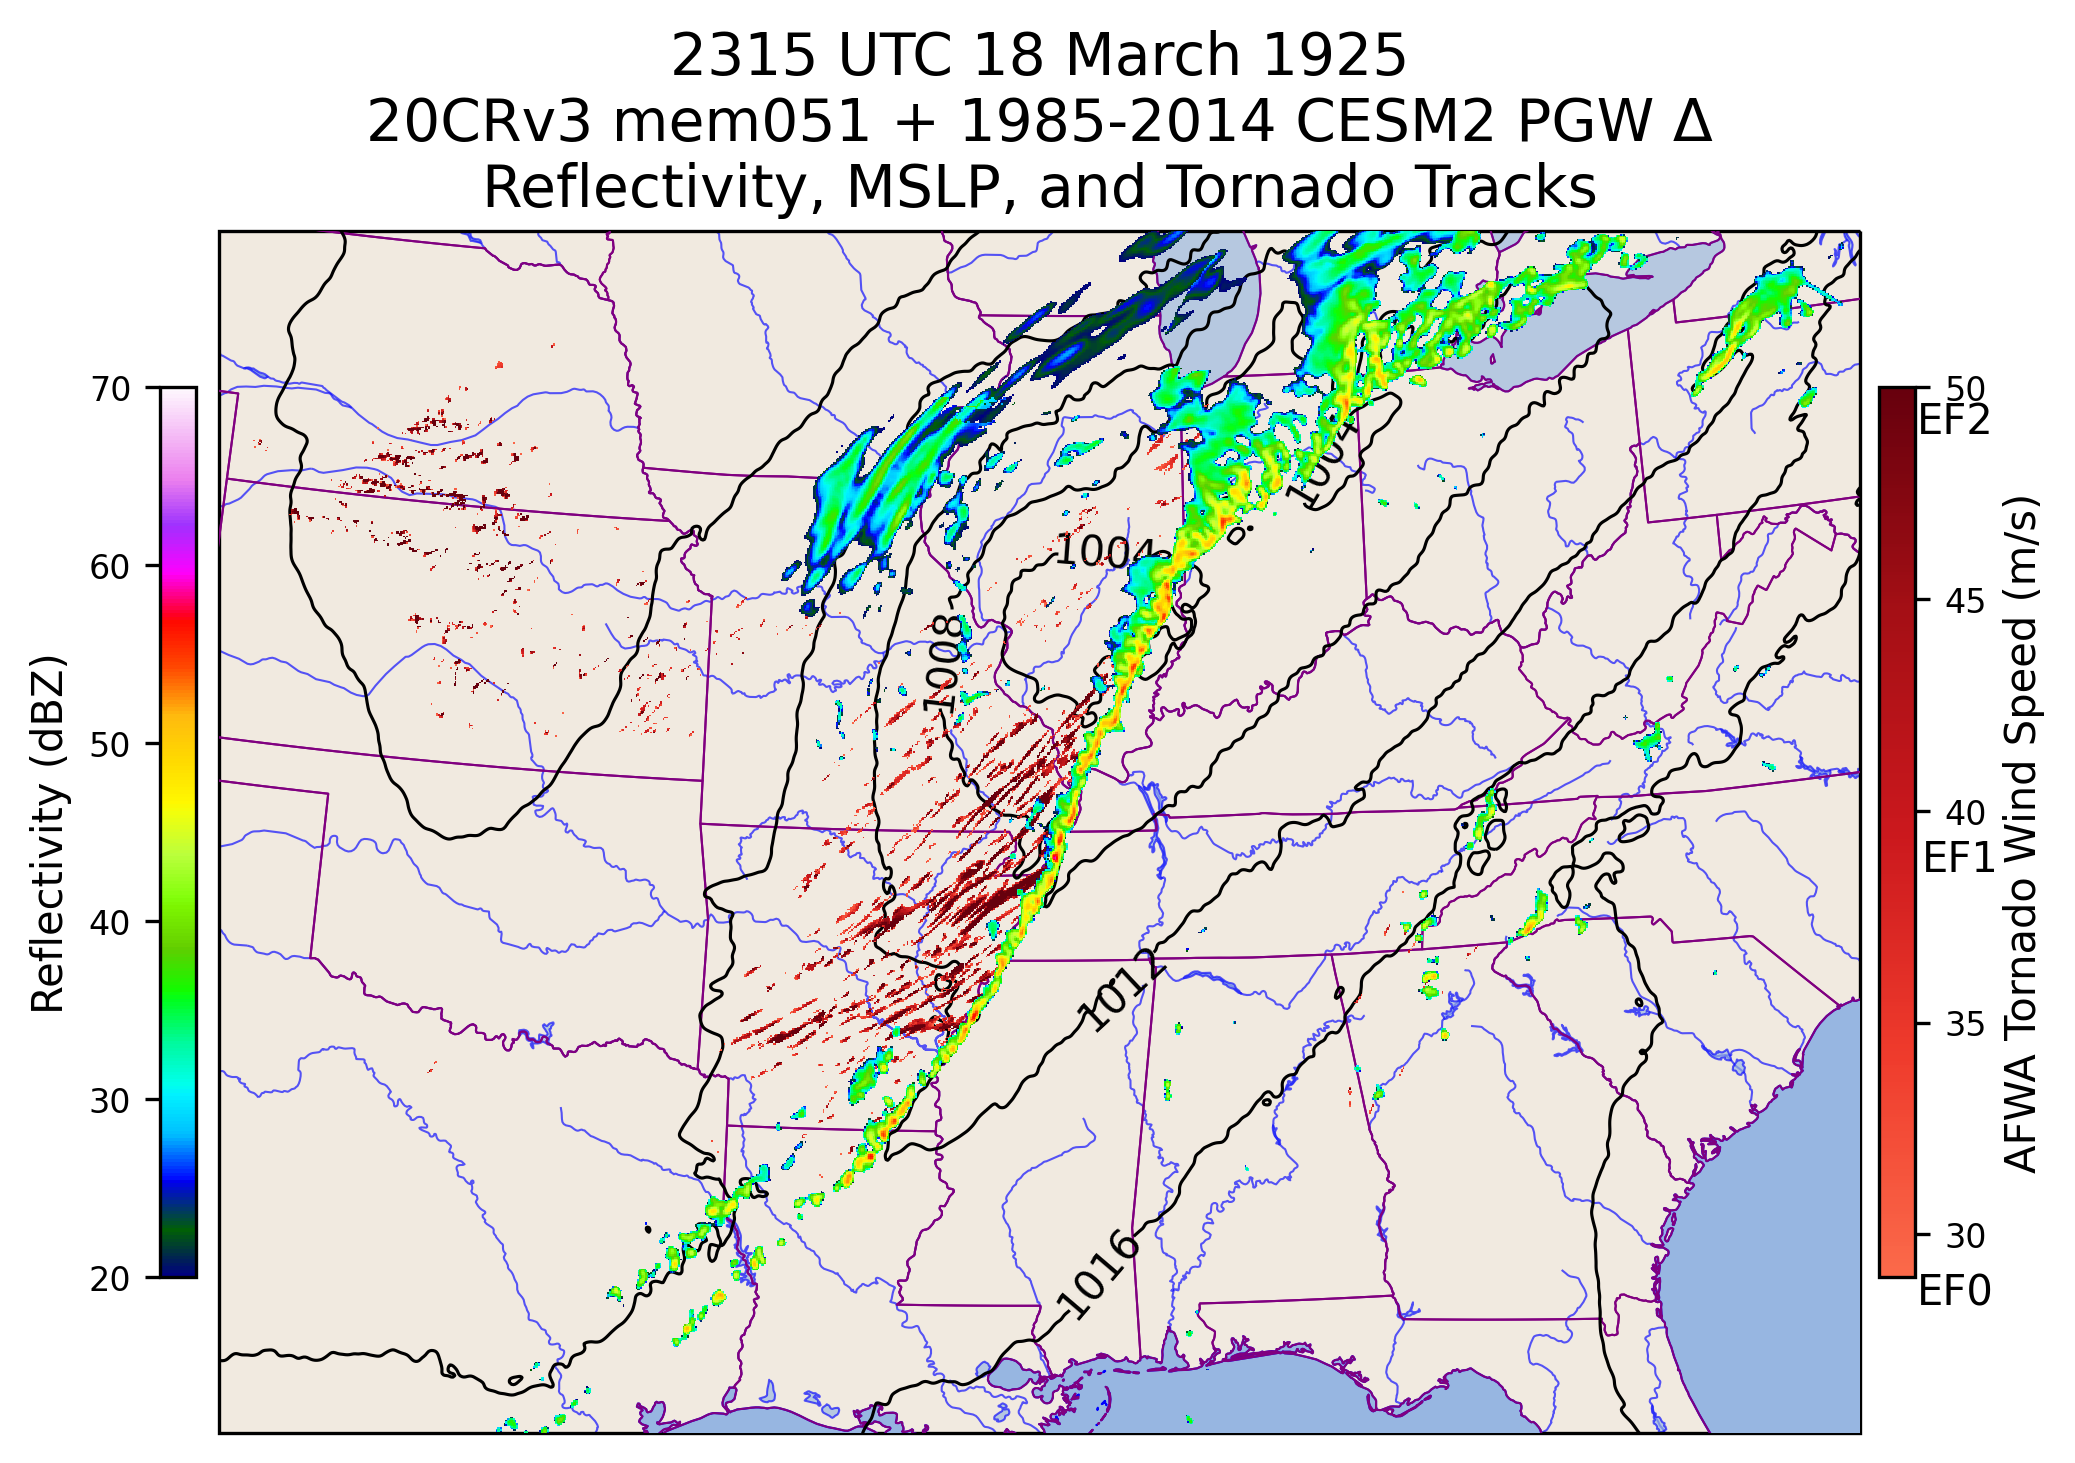 2315 UTC 18 March 1925
20CRv3 mem051 + 1985-2014 CESM2 PGW Δ
Reflectivity, MSLP, and Tornado Tracks
70
60
50
40
30
20
Reflectivity (dBZ)
1004
1004
1008
1012
1016
50
EF2
45
40
EF1
35
30
EF0
AFWA Tornado Wind Speed (m/s)